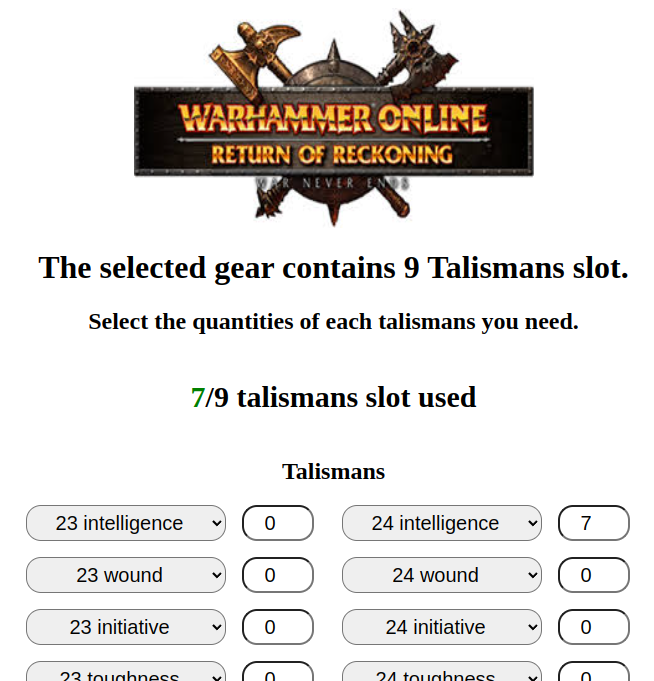 WARHAMMER ONLINE
RETURN OF RECKONING
WAR NEVER ENDS
The selected gear contains 9 Talismans slot.
Select the quantities of each talismans you need.
7/9 talismans slot used
Talismans
23 intelligence 0 24 intelligence 7
23 wound 0 24 wound 0
23 initiative 0 24 initiative 0
23 toughness 0 24 toughness 0